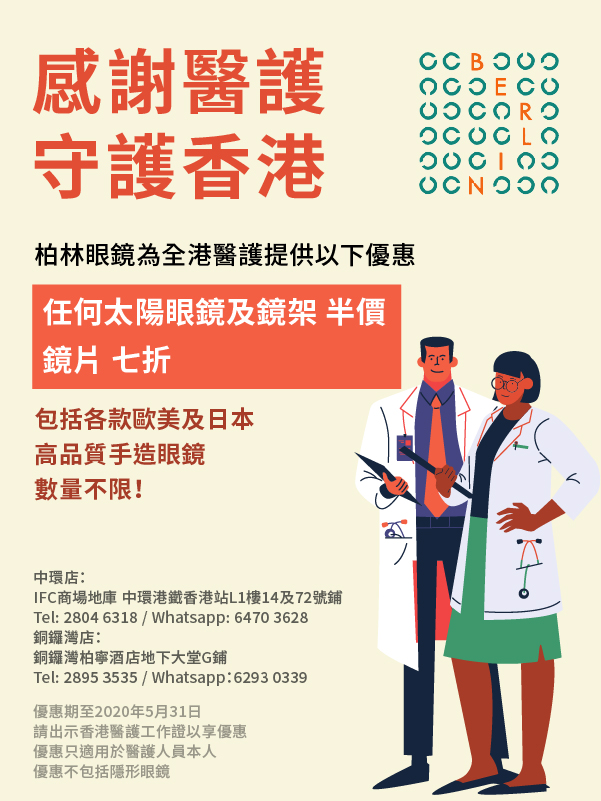 感謝醫護
守護香港
BERLIN
柏林眼鏡為全港醫護提供以下優惠
任何太陽眼鏡及鏡架 半價
鏡片 七折
包括各款歐美及日本
高品質手造眼鏡
數量不限！
中環店：
IFC商場地庫 中環港鐵香港站L1樓14及72號鋪
Tel: 2804 6318 / Whatsapp: 6470 3628
銅鑼灣店：
銅鑼灣柏寧酒店地下大堂G鋪
Tel: 2895 3535 / Whatsapp：6293 0339
優惠期至2020年5月31日
請出示香港醫護工作證以享優惠
優惠只適用於醫護人員本人
優惠不包括隱形眼鏡